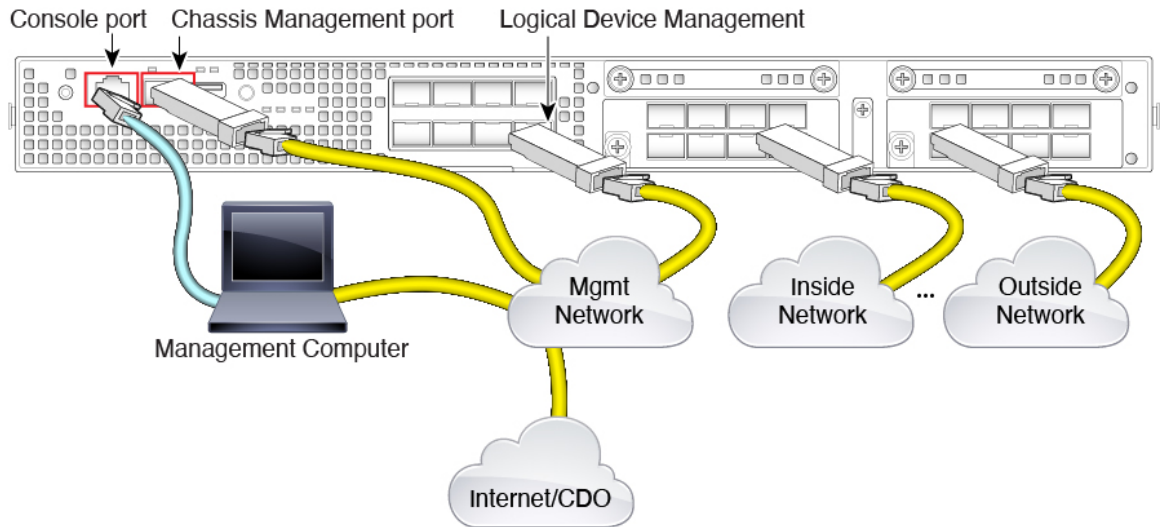 Console port
Chassis Management port
Logical Device Management
Mgmt
Network
Inside
Network
...
Outside
Network
Management Computer
Internet/CDO